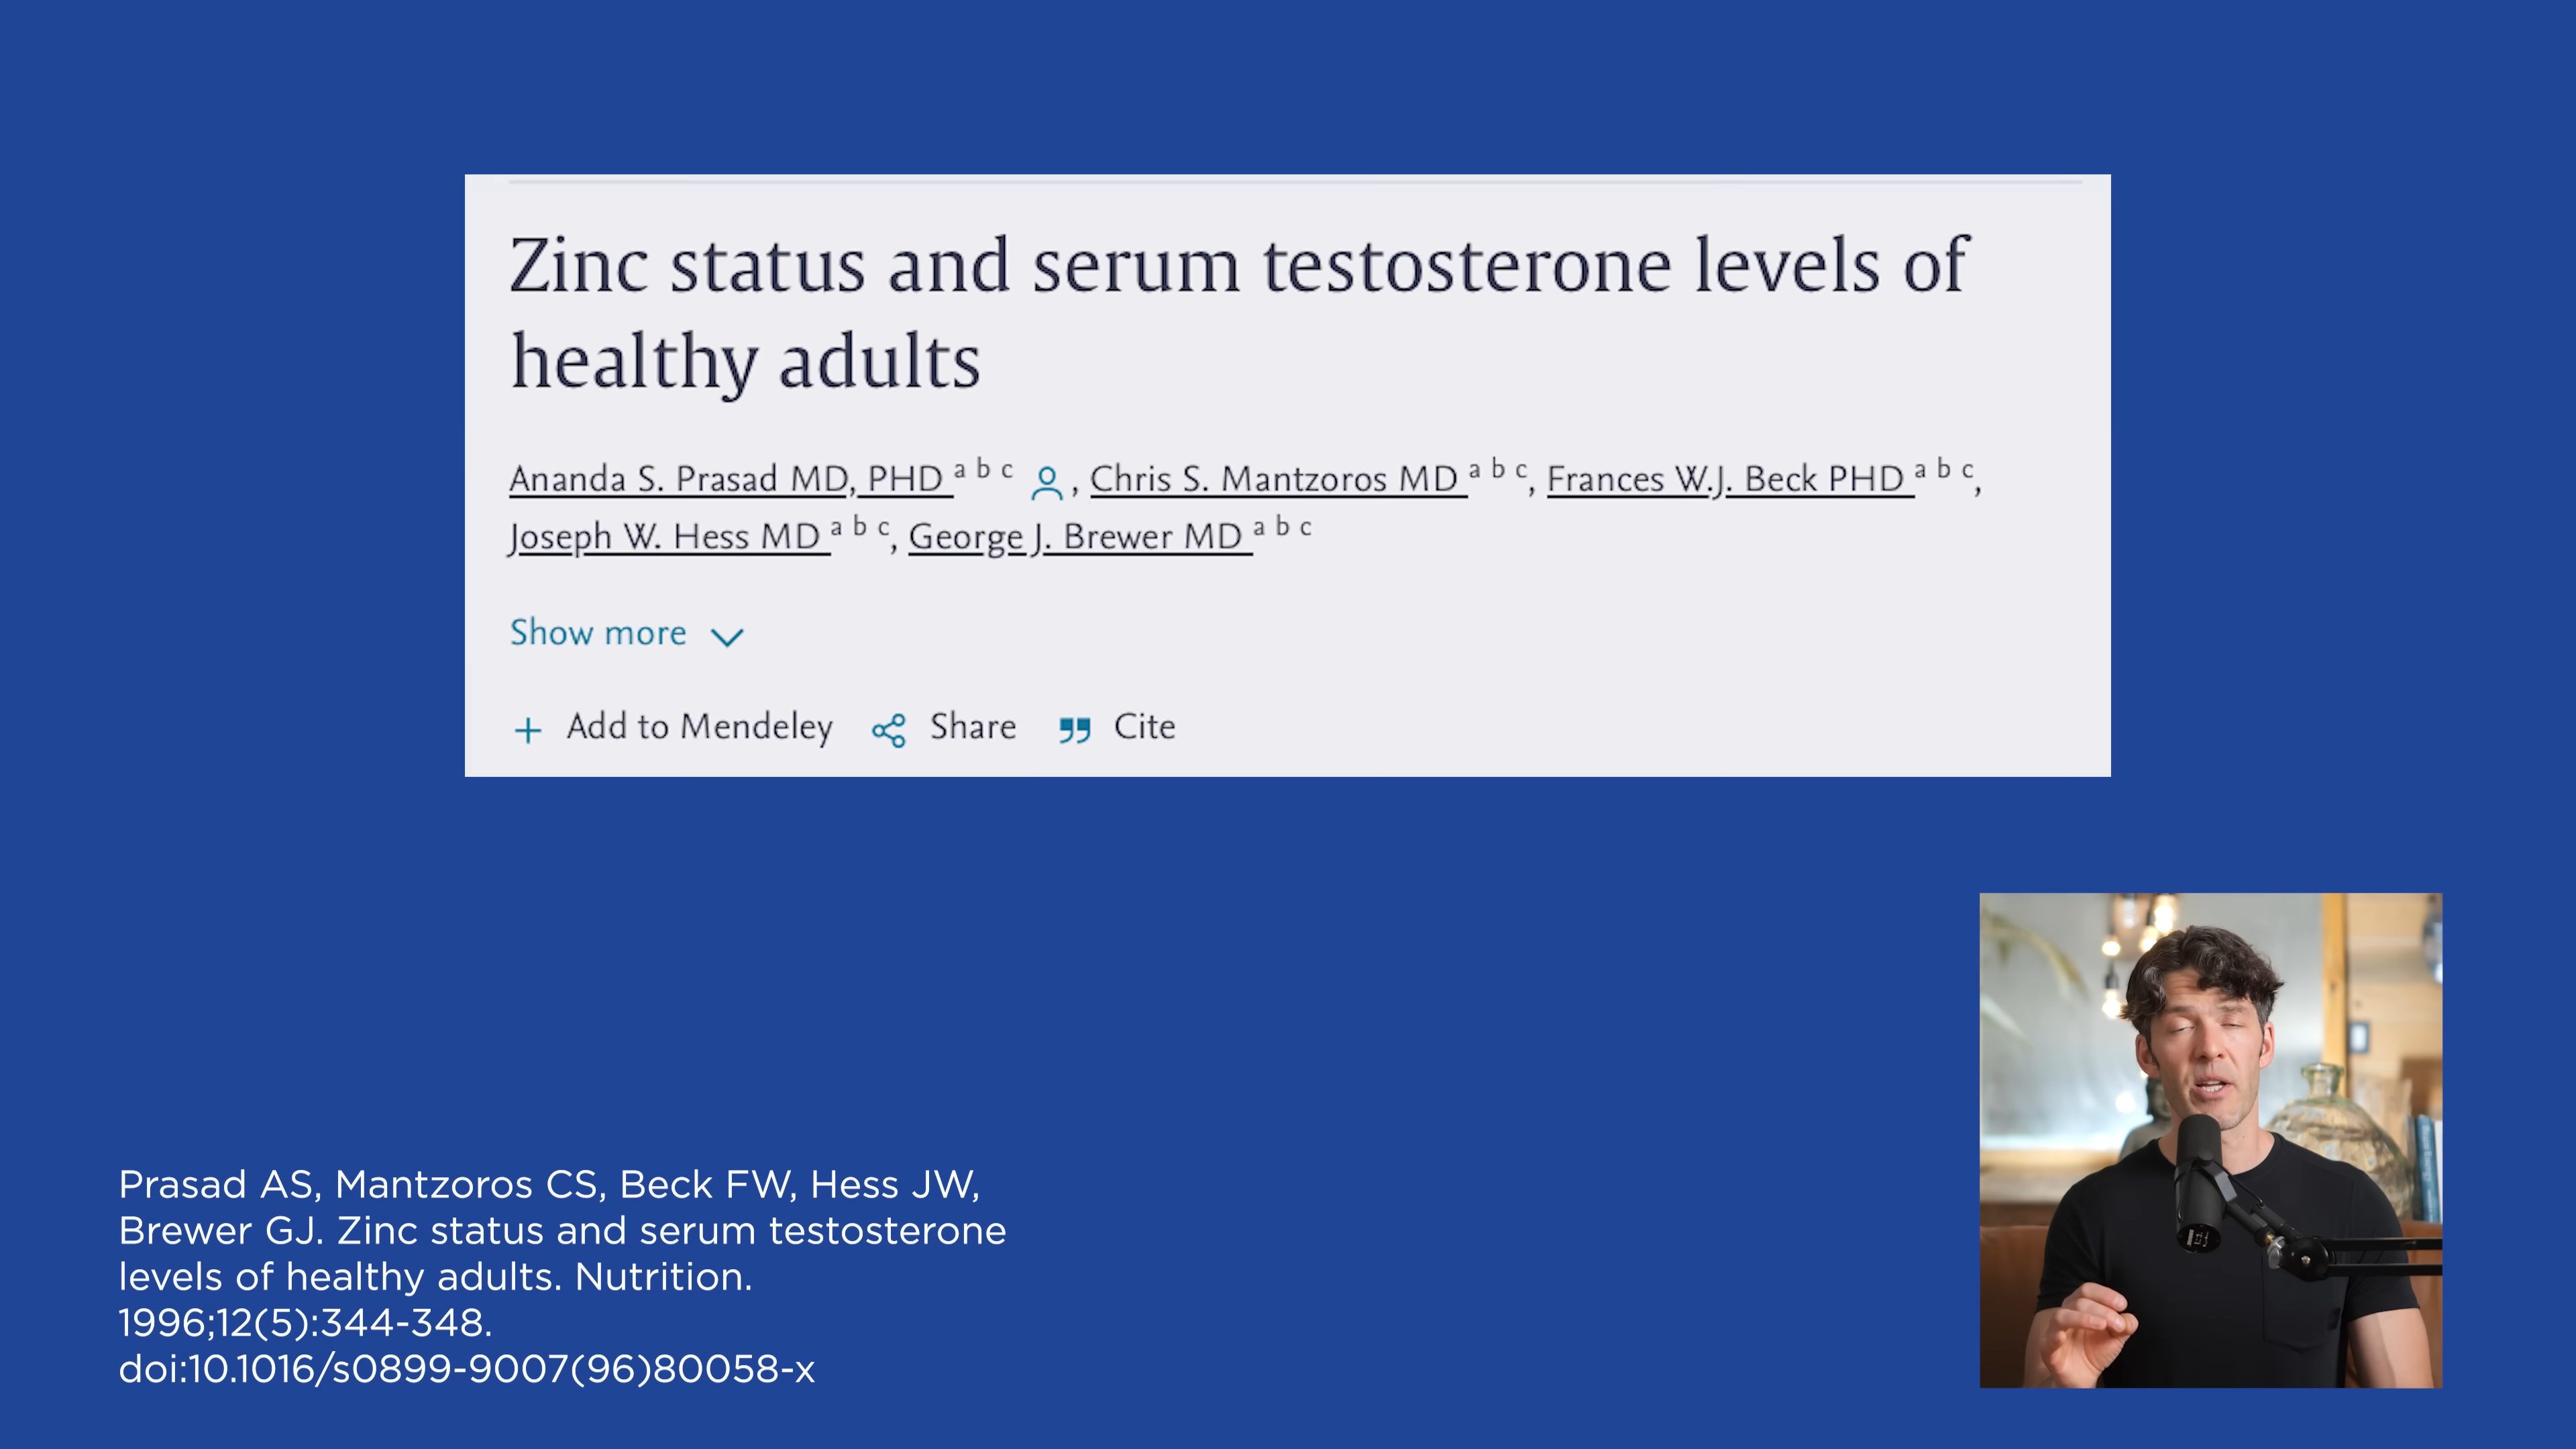 Zinc status and serum testosterone levels of
healthy adults
Ananda S. Prasad MD, PHD a b c, Chris S. Mantzoros MD a b c, Frances W.J. Beck PHD a b c,
Joseph W. Hess MD a b c, George J. Brewer MD a b c
Show more
+ Add to Mendeley Share Cite
Prasad AS, Mantzoros CS, Beck FW, Hess JW,
Brewer GJ. Zinc status and serum testosterone
levels of healthy adults. Nutrition.
1996;12(5):344-348.
doi:10.1016/s0899-9007(96)80058-x